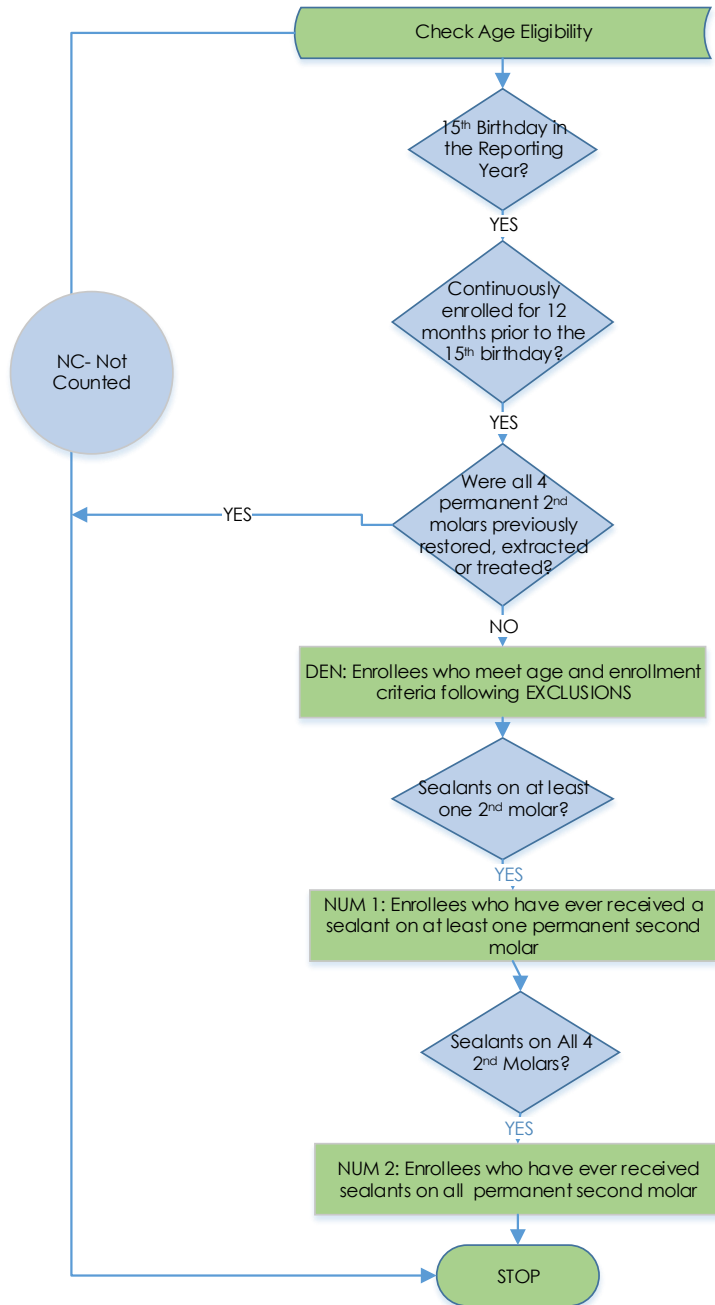 Check Age Eligibility
15th Birthday in
the Reporting
Year?
YES
Continuously
enrolled for 12
months prior to the
15th birthday?
NC- Not
Counted
YES
Were all 4
permanent 2nd
molars previously
restored, extracted
or treated?
YES
NO
DEN: Enrollees who meet age and enrollment
criteria following EXCLUSIONS
Sealants on at least
one 2nd molar?
YES
NUM 1: Enrollees who have ever received a
sealant on at least one permanent second
molar
Sealants on All 4
2nd Molars?
YES
NUM 2: Enrollees who have ever received
sealants on all permanent second molar
STOP